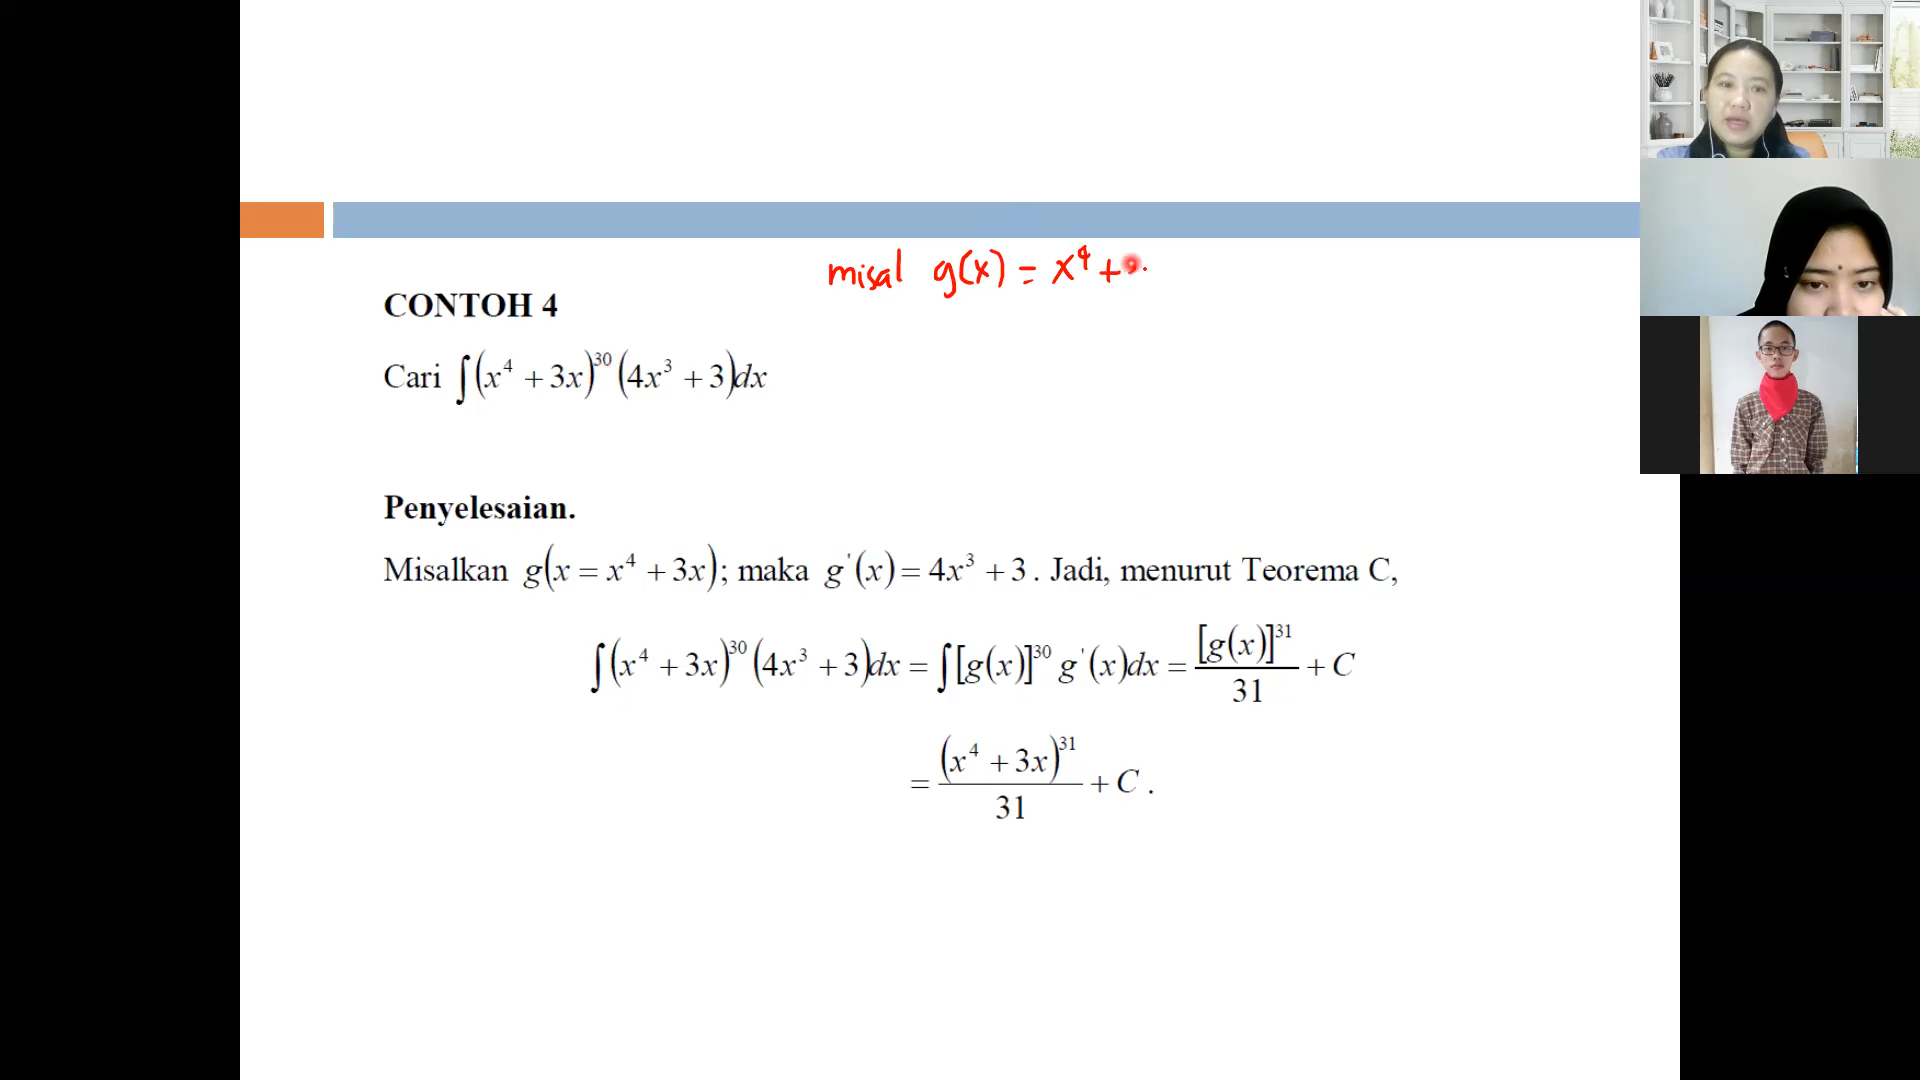 misal g(x) = x⁴ +
CONTOH 4
Cari ∫(x⁴ + 3x)³⁰ (4x³ + 3)dx
Penyelesaian.
Misalkan g(x = x⁴ + 3x); maka g'(x) = 4x³ + 3. Jadi, menurut Teorema C,
∫(x⁴ + 3x)³⁰ (4x³ + 3)dx = ∫[g(x)]³⁰ g'(x)dx = [g(x)]³¹/31 + C
= (x⁴ + 3x)³¹/31 + C.